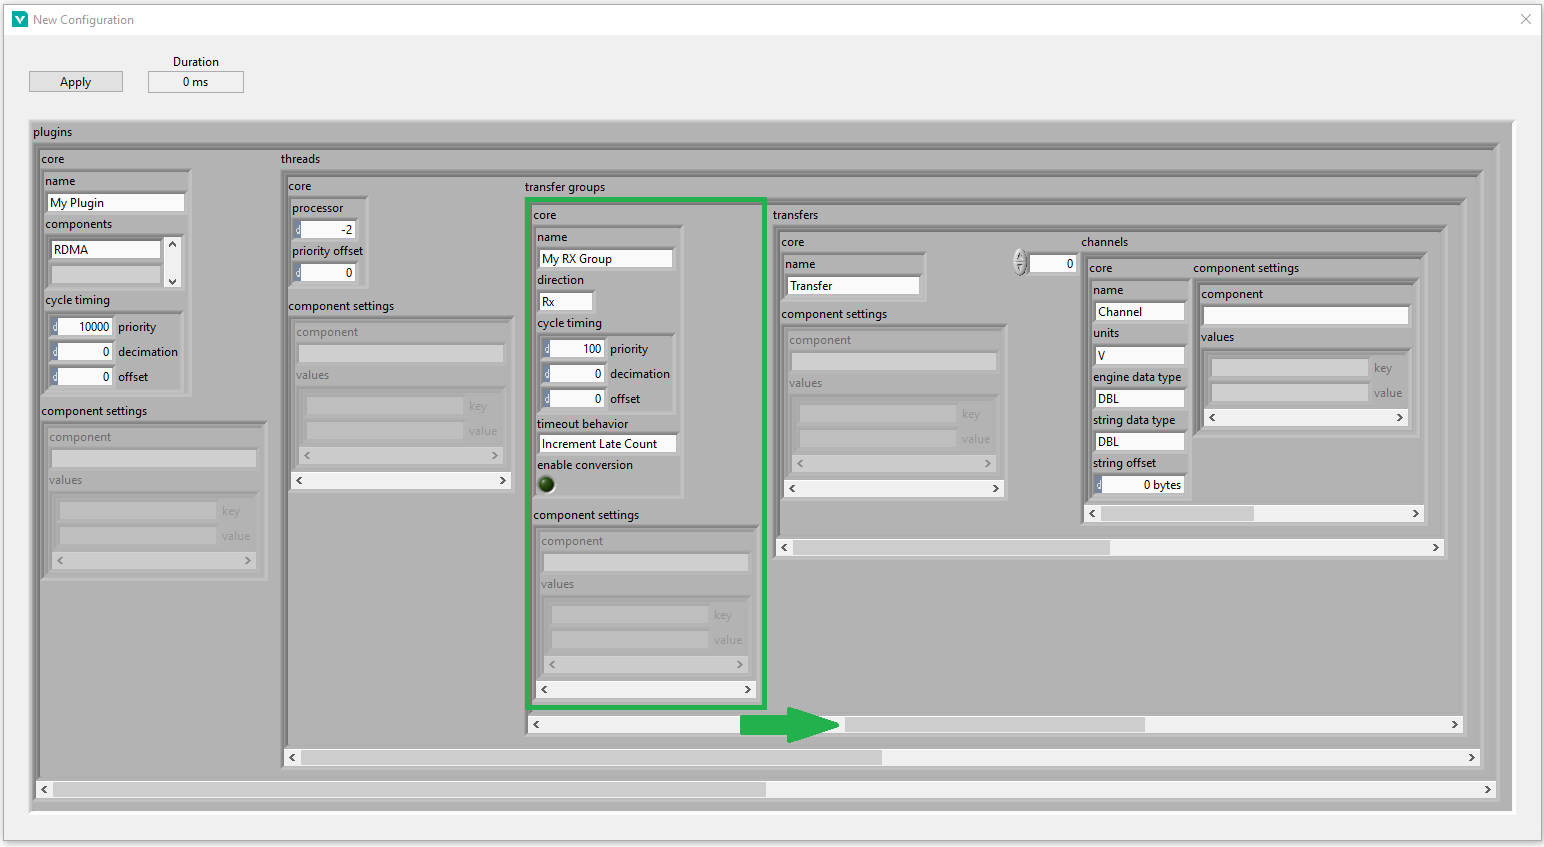 New Configuration
Apply
Duration
0 ms
plugins
core
name
My Plugin
components
RDMA
cycle timing
10000 priority
0 decimation
0 offset
component settings
component
values
key
value
threads
core
processor
-2
priority offset
0
component settings
component
values
key
value
transfer groups
core
name
My RX Group
direction
Rx
cycle timing
100 priority
0 decimation
0 offset
timeout behavior
Increment Late Count
enable conversion
component settings
component
values
key
value
transfers
core
name
Transfer
component settings
component
values
key
value
0
channels
core
name
Channel
units
V
engine data type
DBL
string data type
DBL
string offset
0 bytes
component settings
component
values
key
value